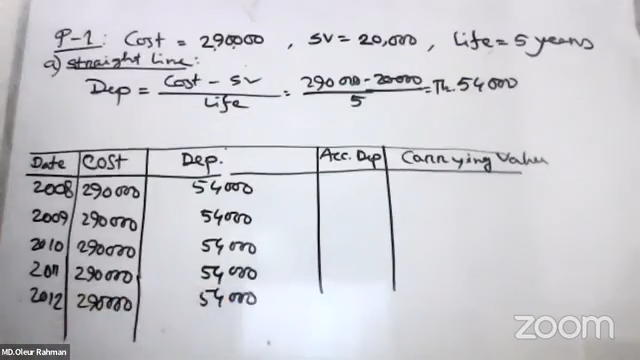 P-1: Cost = 290000, SV = 20,000, Life = 5 years
a) straight Line:
Dep = Cost - SV / Life = 290000 - 20000 / 5 = Tk. 54000
Date Cost Dep. Acc. Dep Carrying Value
2008 290000 54000
2009 290000 54000
2010 290000 54000
2011 290000 54000
2012 290000 54000
zoom
MD.Oleur Rahman